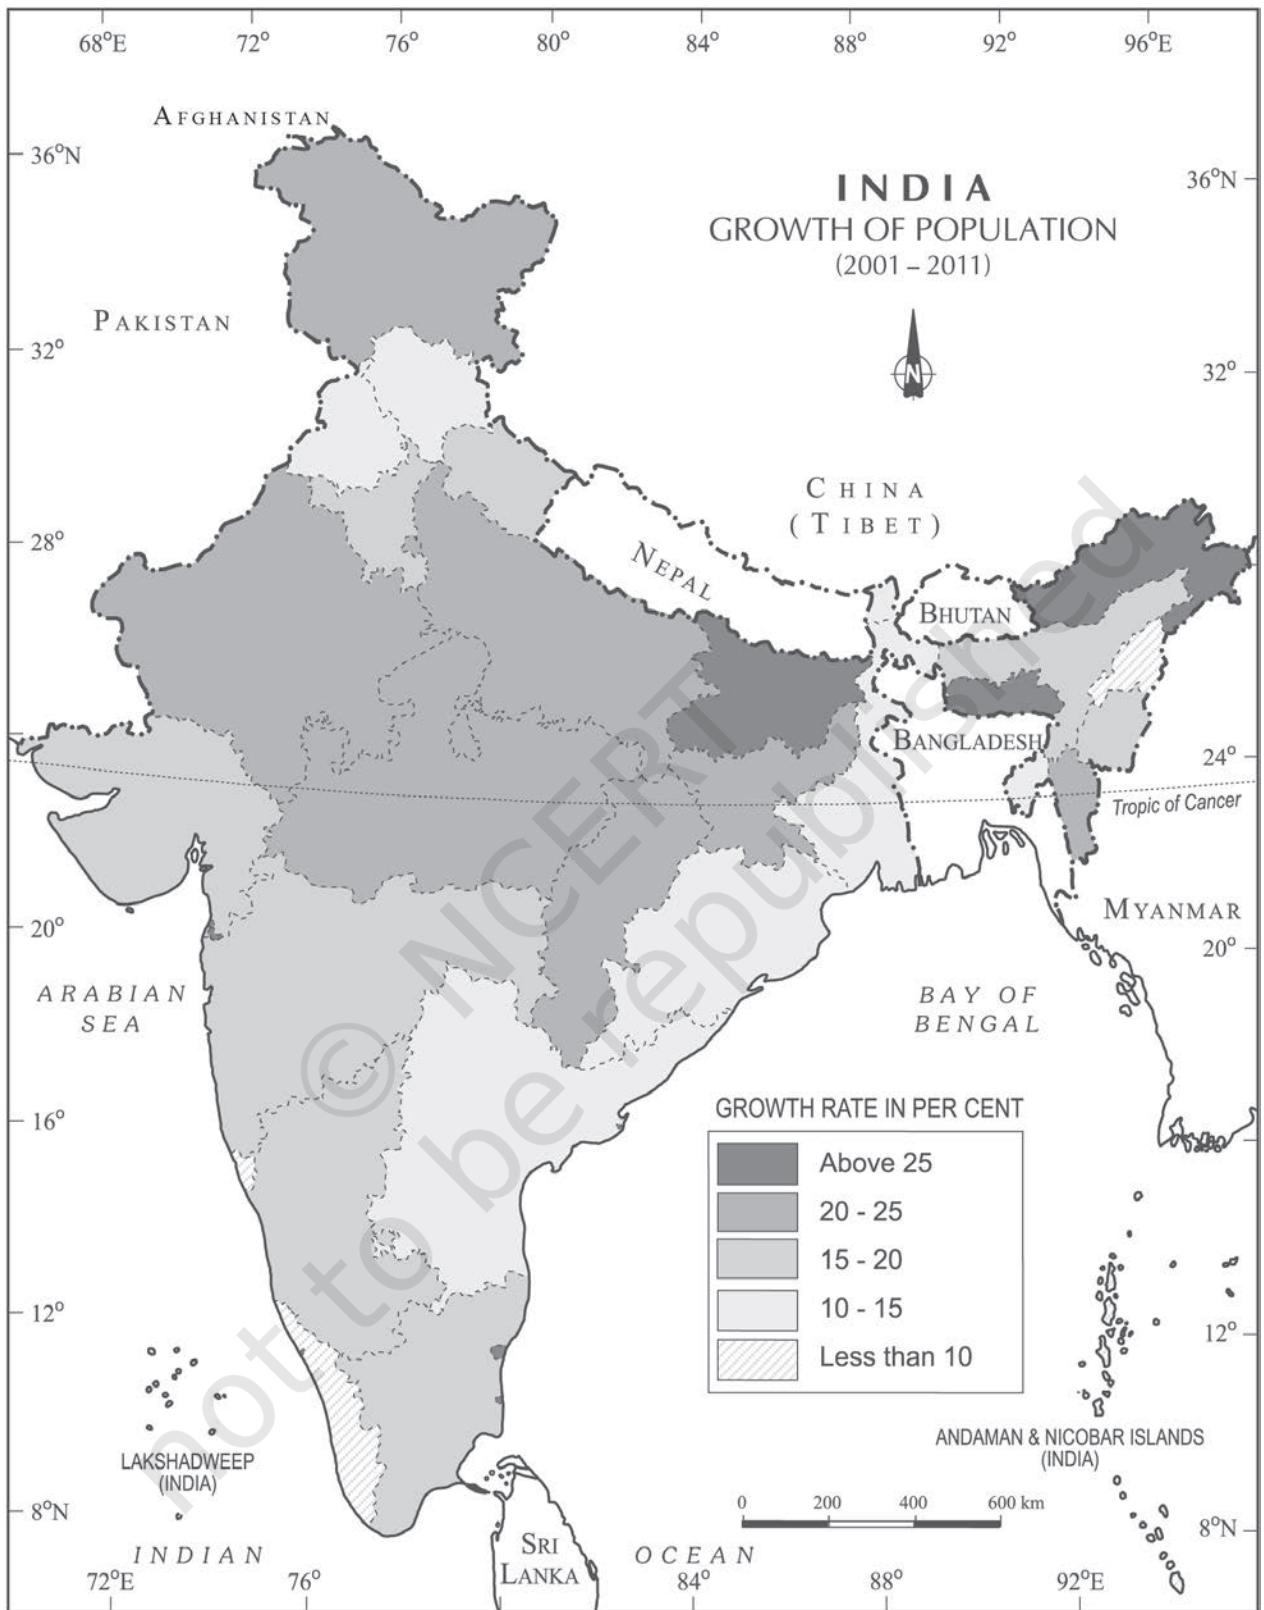 68°E 72° 76° 80° 84° 88° 92° 96°E
AFGHANISTAN
36°N
36°N
INDIA
GROWTH OF POPULATION
(2001 – 2011)
PAKISTAN
N
32°
32°
CHINA
(TIBET)
28°
NEPAL
BHUTAN
BANGLADESH
24°
Tropic of Cancer
MYANMAR
20°
20°
ARABIAN
SEA
BAY OF
BENGAL
© NCERT
not to be republished
16°
GROWTH RATE IN PER CENT
Above 25
20 - 25
15 - 20
10 - 15
Less than 10
12°
12°
LAKSHADWEEP
(INDIA)
ANDAMAN & NICOBAR ISLANDS
(INDIA)
0 200 400 600 km
8°N
8°N
INDIAN
SRI
LANKA
OCEAN
72°E 76° 84° 88° 92°E